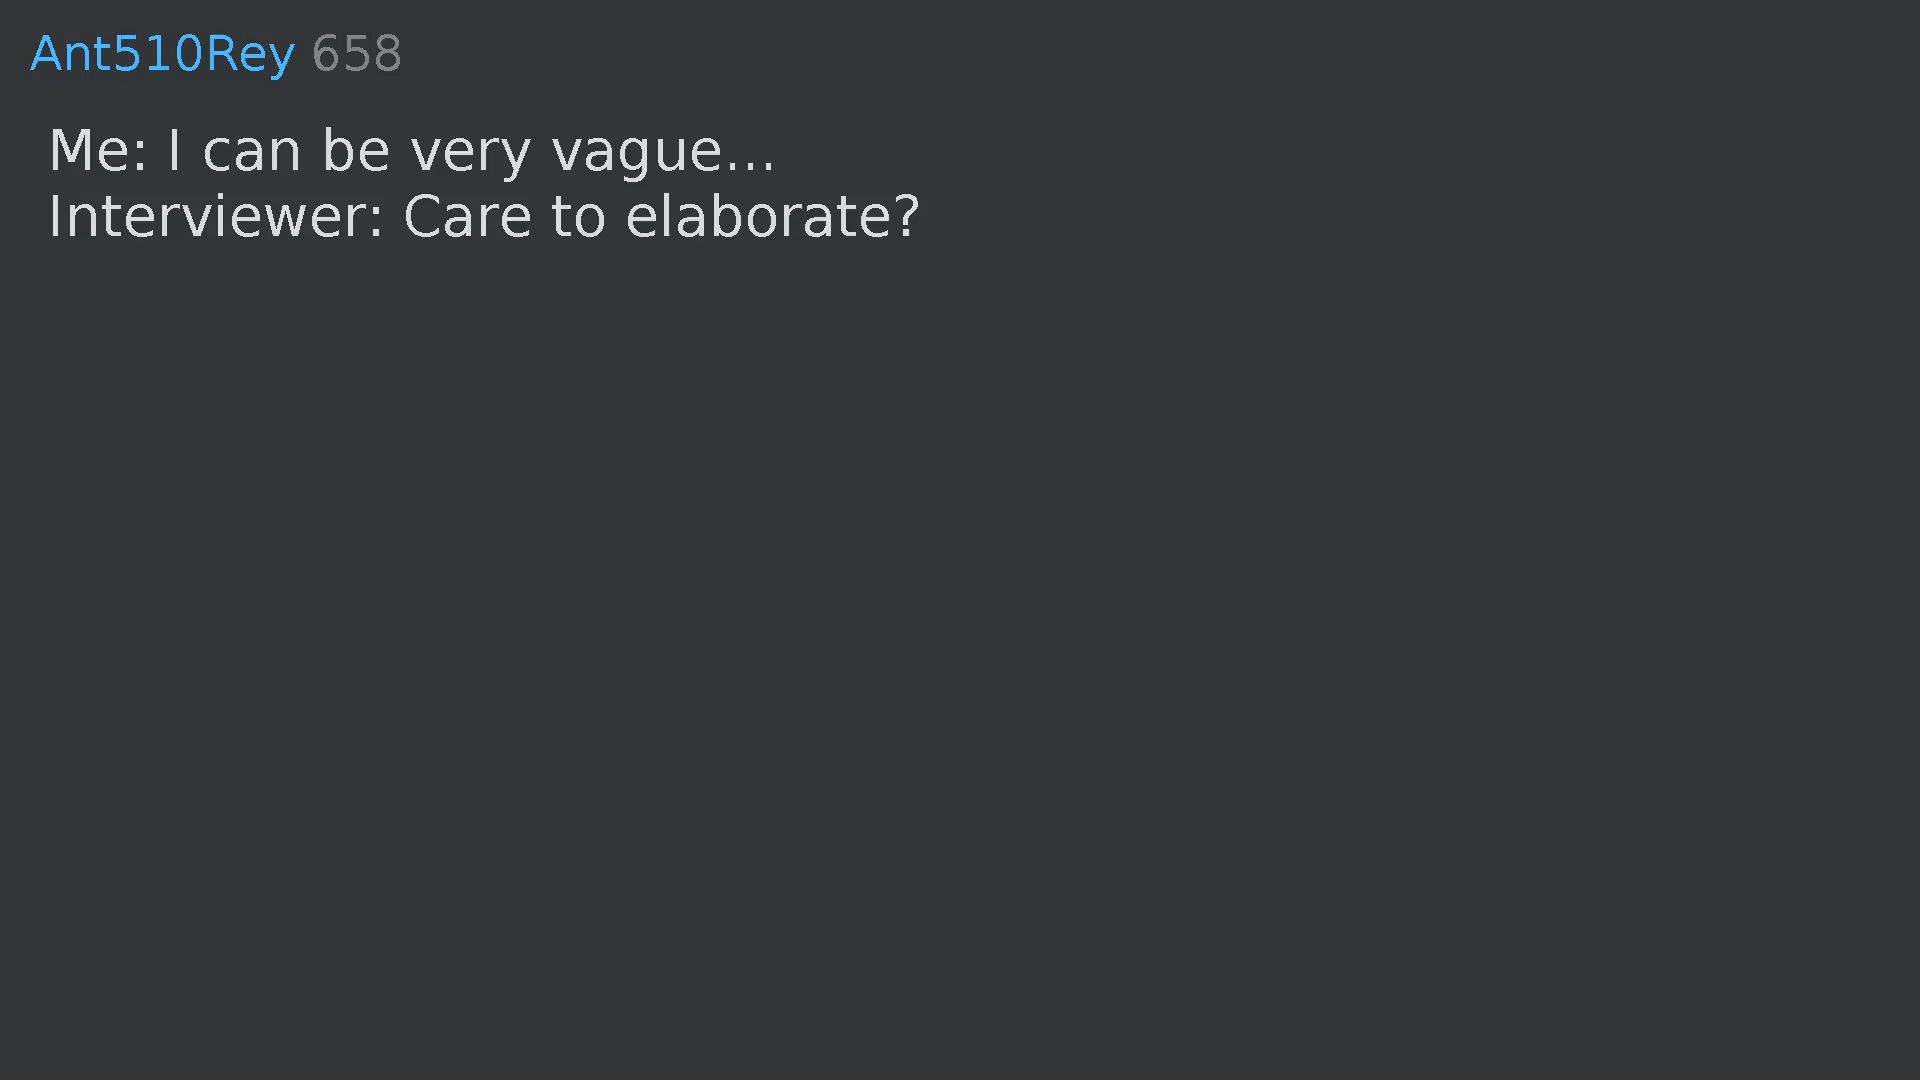 Ant510Rey 658
Me: I can be very vague...
Interviewer: Care to elaborate?